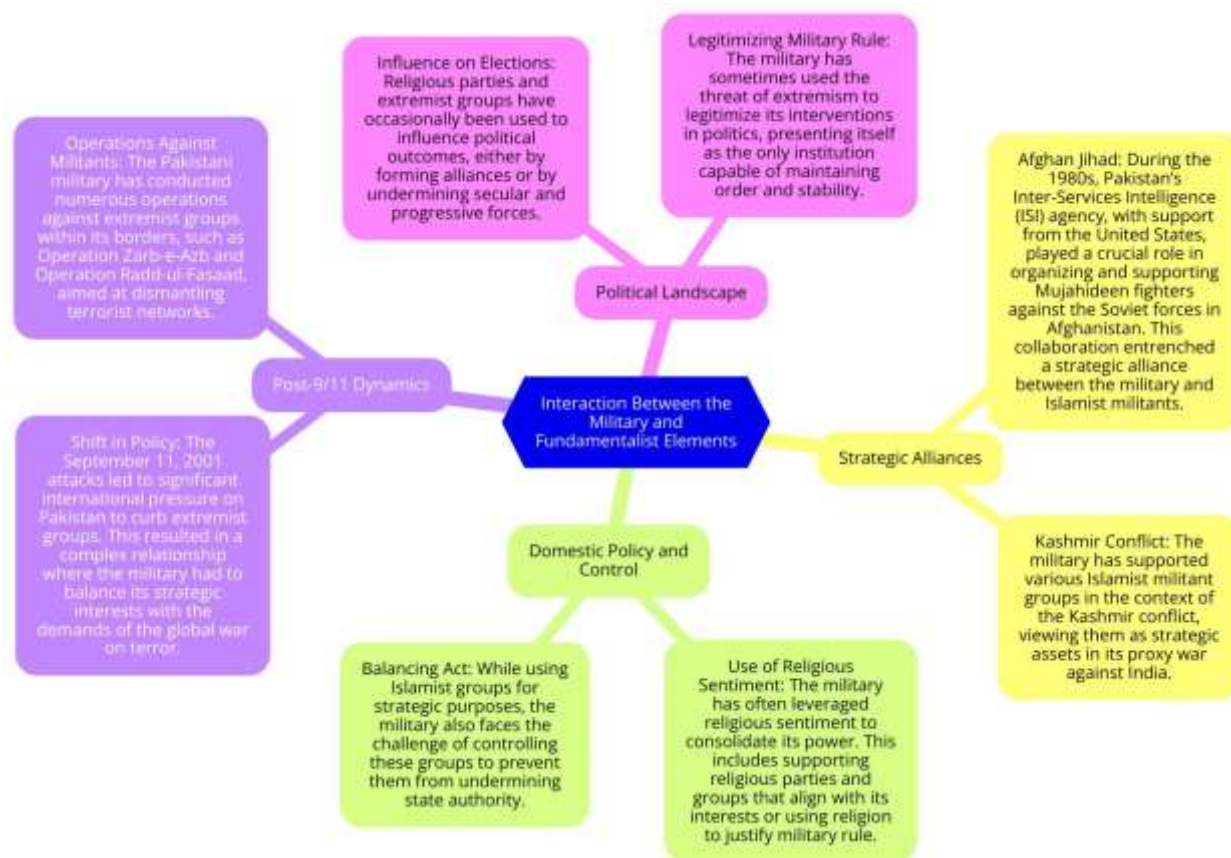 Influence on Elections:
Religious parties and
extremist groups have
occasionally been used to
influence political
outcomes, either by
forming alliances or by
undermining secular and
progressive forces.
Legitimizing Military Rule:
The military has
sometimes used the
threat of extremism to
legitimize its interventions
in politics, presenting itself
as the only institution
capable of maintaining
order and stability.
Political Landscape
Operations Against
Militants: The Pakistani
military has conducted
numerous operations
against extremist groups
within its borders, such as
Operation Zarb-e-Azb and
Operation Radd-ul-Fasaad,
aimed at dismantling
terrorist networks.
Post-9/11 Dynamics
Shift in Policy: The
September 11, 2001
attacks led to significant
international pressure on
Pakistan to curb extremist
groups. This resulted in a
complex relationship
where the military had to
balance its strategic
interests with the
demands of the global war
on terror.
Interaction Between the
Military and
Fundamentalist Elements
Afghan Jihad: During the
1980s, Pakistan's
Inter-Services Intelligence
(ISI) agency, with support
from the United States,
played a crucial role in
organizing and supporting
Mujahideen fighters
against the Soviet forces in
Afghanistan. This
collaboration entrenched
a strategic alliance
between the military and
Islamist militants.
Strategic Alliances
Kashmir Conflict: The
military has supported
various Islamist militant
groups in the context of
the Kashmir conflict,
viewing them as strategic
assets in its proxy war
against India.
Domestic Policy and
Control
Balancing Act: While using
Islamist groups for
strategic purposes, the
military also faces the
challenge of controlling
these groups to prevent
them from undermining
state authority.
Use of Religious
Sentiment: The military
has often leveraged
religious sentiment to
consolidate its power. This
includes supporting
religious parties and
groups that align with its
interests or using religion
to justify military rule.